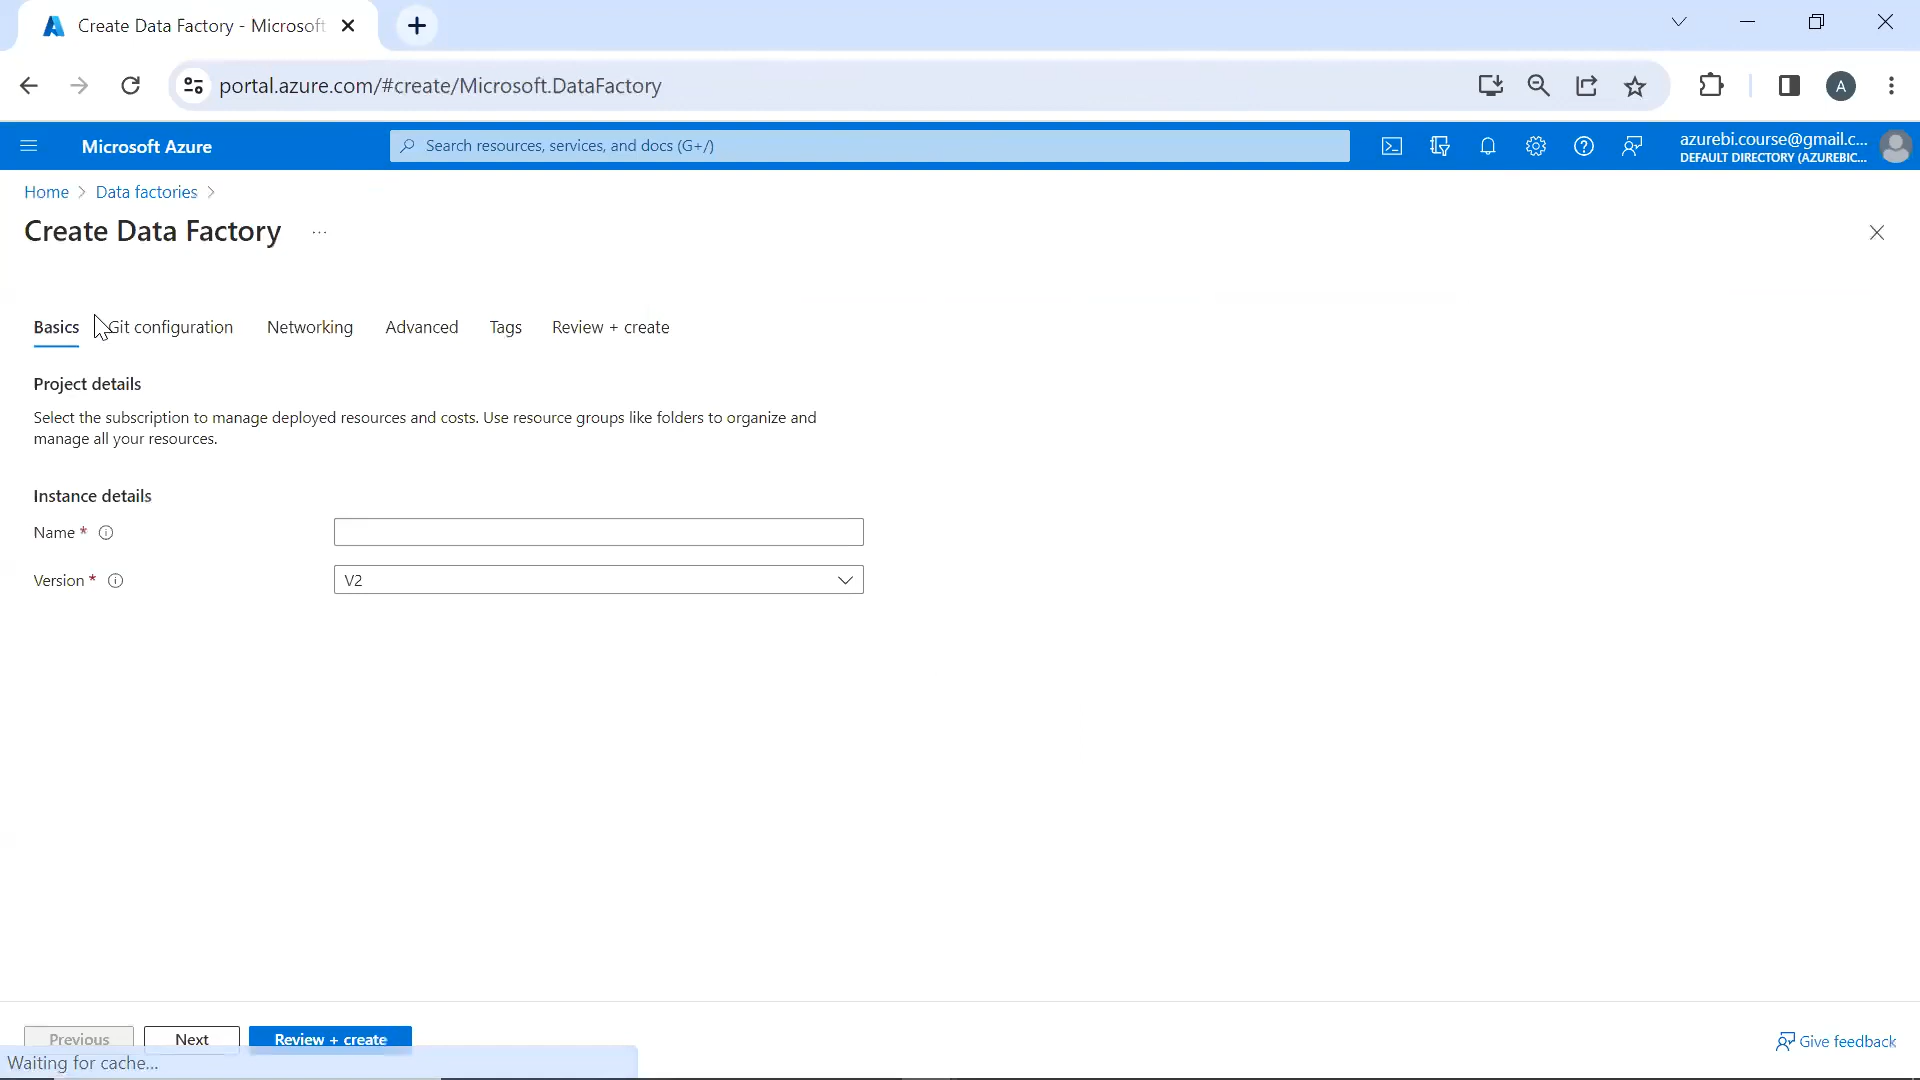 Create Data Factory - Microsoft
portal.azure.com/#create/Microsoft.DataFactory
A
Microsoft Azure
Search resources, services, and docs (G+/)
azurebi.course@gmail.c...
DEFAULT DIRECTORY (AZUREBIC...
Home > Data factories >
Create Data Factory ...
Basics Git configuration Networking Advanced Tags Review + create
Project details
Select the subscription to manage deployed resources and costs. Use resource groups like folders to organize and
manage all your resources.
Instance details
Name *
Version * V2
Previous Next Review + create
Give feedback
Waiting for cache...